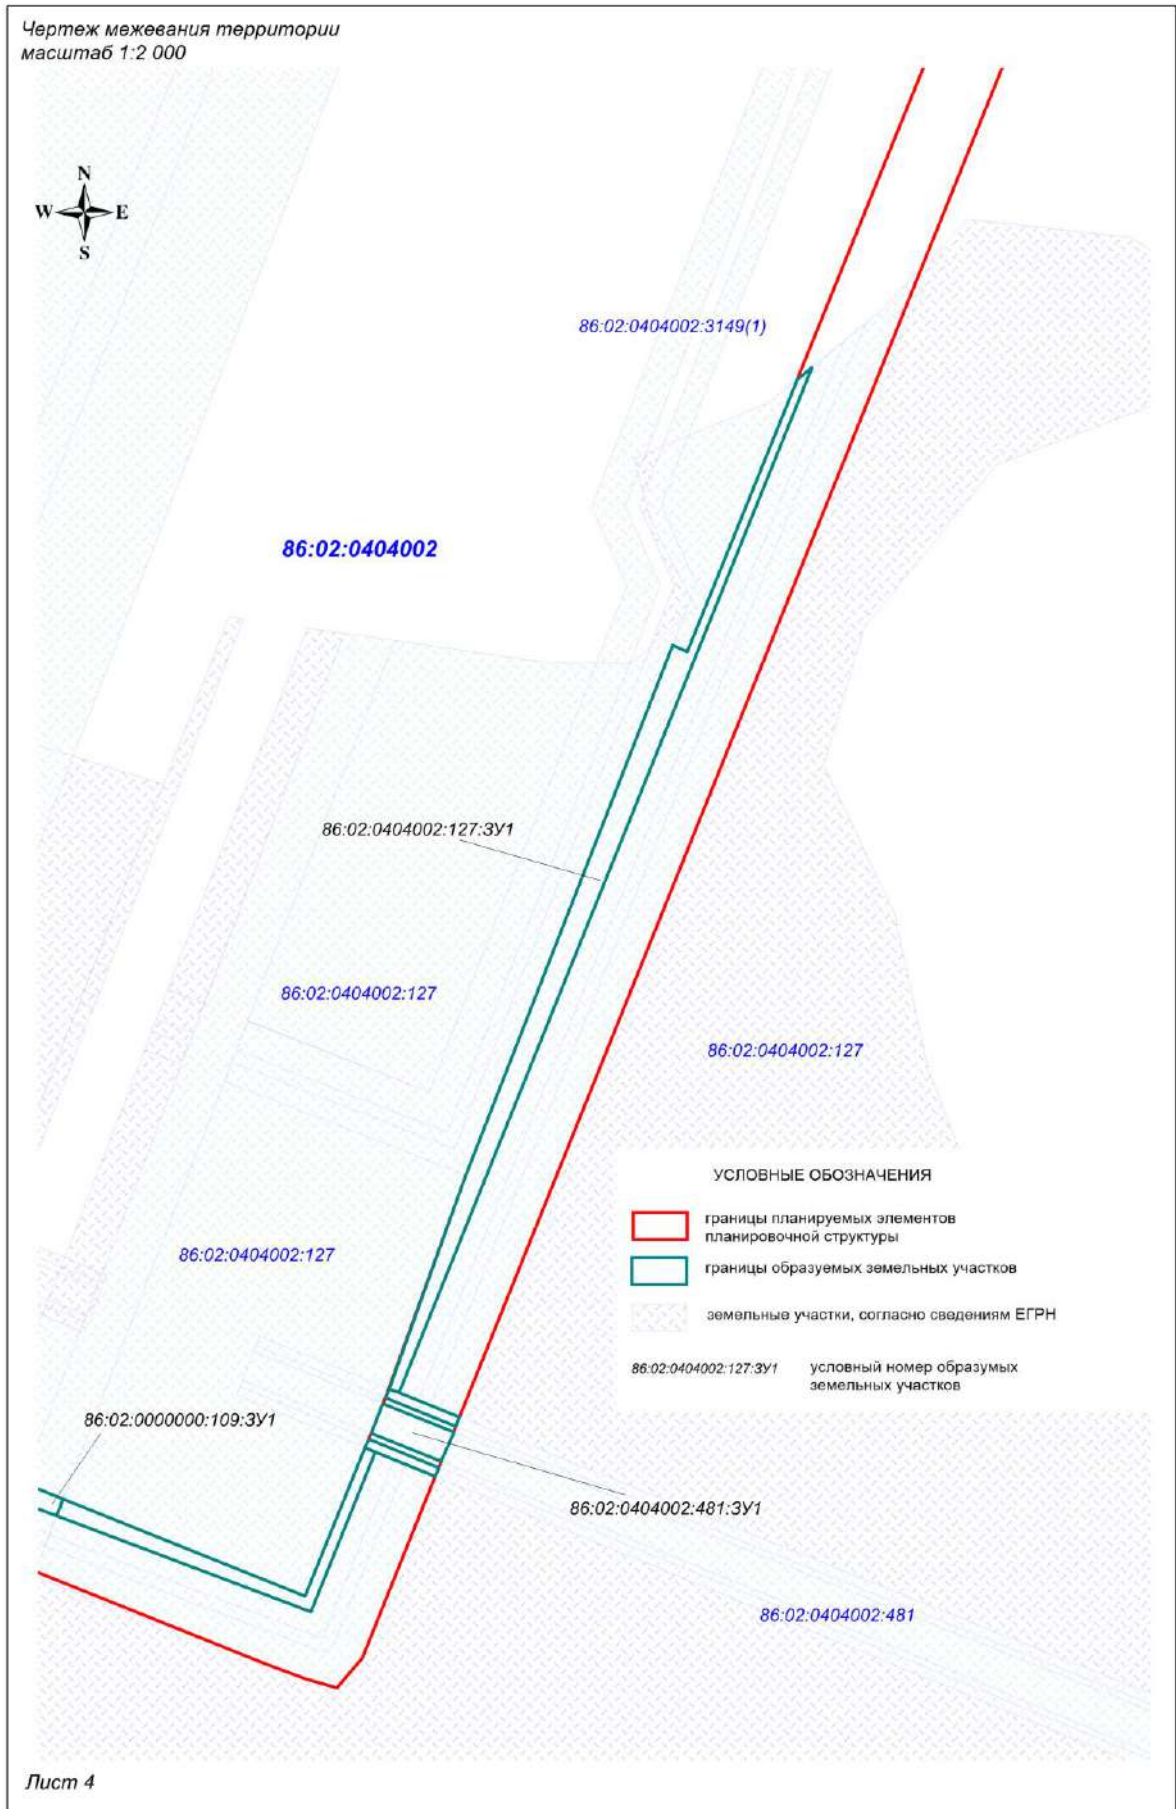 Чертеж межевания территории
масштаб 1:2 000
N
W E
S
86:02:0404002:3149(1)
86:02:0404002
86:02:0404002:127:ЗУ1
86:02:0404002:127
86:02:0404002:127
УСЛОВНЫЕ ОБОЗНАЧЕНИЯ
границы планируемых элементов
планировочной структуры
86:02:0404002:127
границы образуемых земельных участков
земельные участки, согласно сведениям ЕГРН
86:02:0404002:127:ЗУ1 условный номер образумых
земельных участков
86:02:0000000:109:ЗУ1
86:02:0404002:481:ЗУ1
86:02:0404002:481
Лист 4